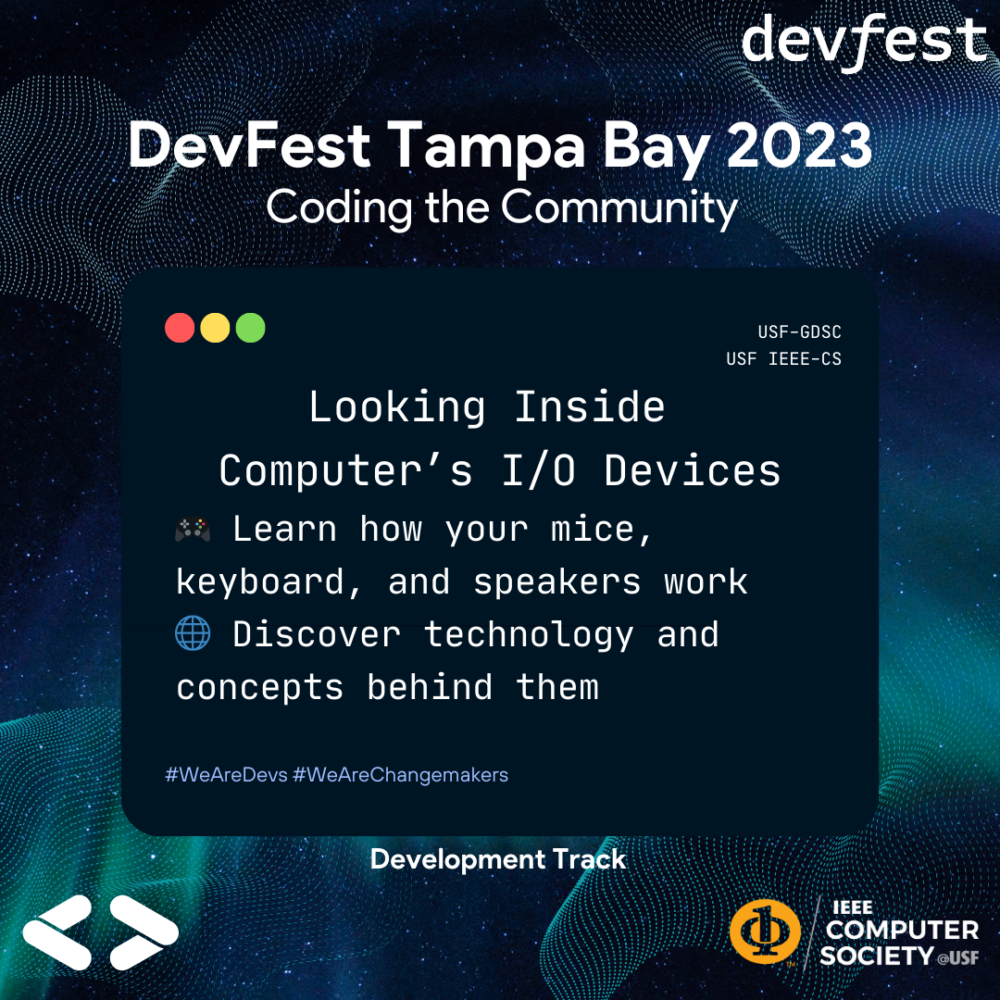 devfest
DevFest Tampa Bay 2023
Coding the Community
USF-GDSC
USF IEEE-CS
Looking Inside
Computer’s I/O Devices
🎮 Learn how your mice,
keyboard, and speakers work
🌐 Discover technology and
concepts behind them
#WeAreDevs #WeAreChangemakers
Development Track
IEEE
COMPUTER
SOCIETY @USF
TM